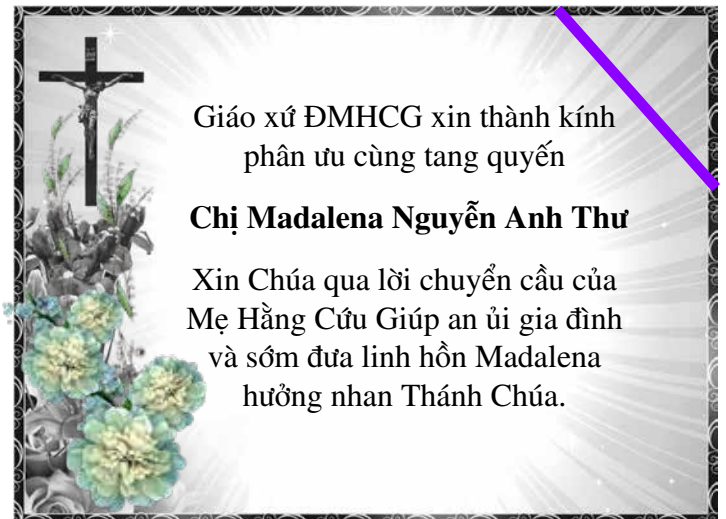 Giáo xứ ĐMHCG xin thành kính
phân ưu cùng tang quyến
Chị Madalena Nguyễn Anh Thư
Xin Chúa qua lời chuyển cầu của
Mẹ Hằng Cứu Giúp an ủi gia đình
và sớm đưa linh hồn Madalena
hưởng nhan Thánh Chúa.